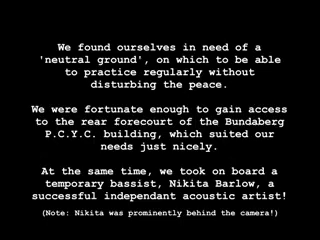 We found ourselves in need of a
'neutral ground', on which to be able
to practice regularly without
disturbing the peace.
We were fortunate enough to gain access
to the rear forecourt of the Bundaberg
P.C.Y.C. building, which suited our
needs just nicely.
At the same time, we took on board a
temporary bassist, Nikita Barlow, a
successful independant acoustic artist!
(Note: Nikita was prominently behind the camera!)